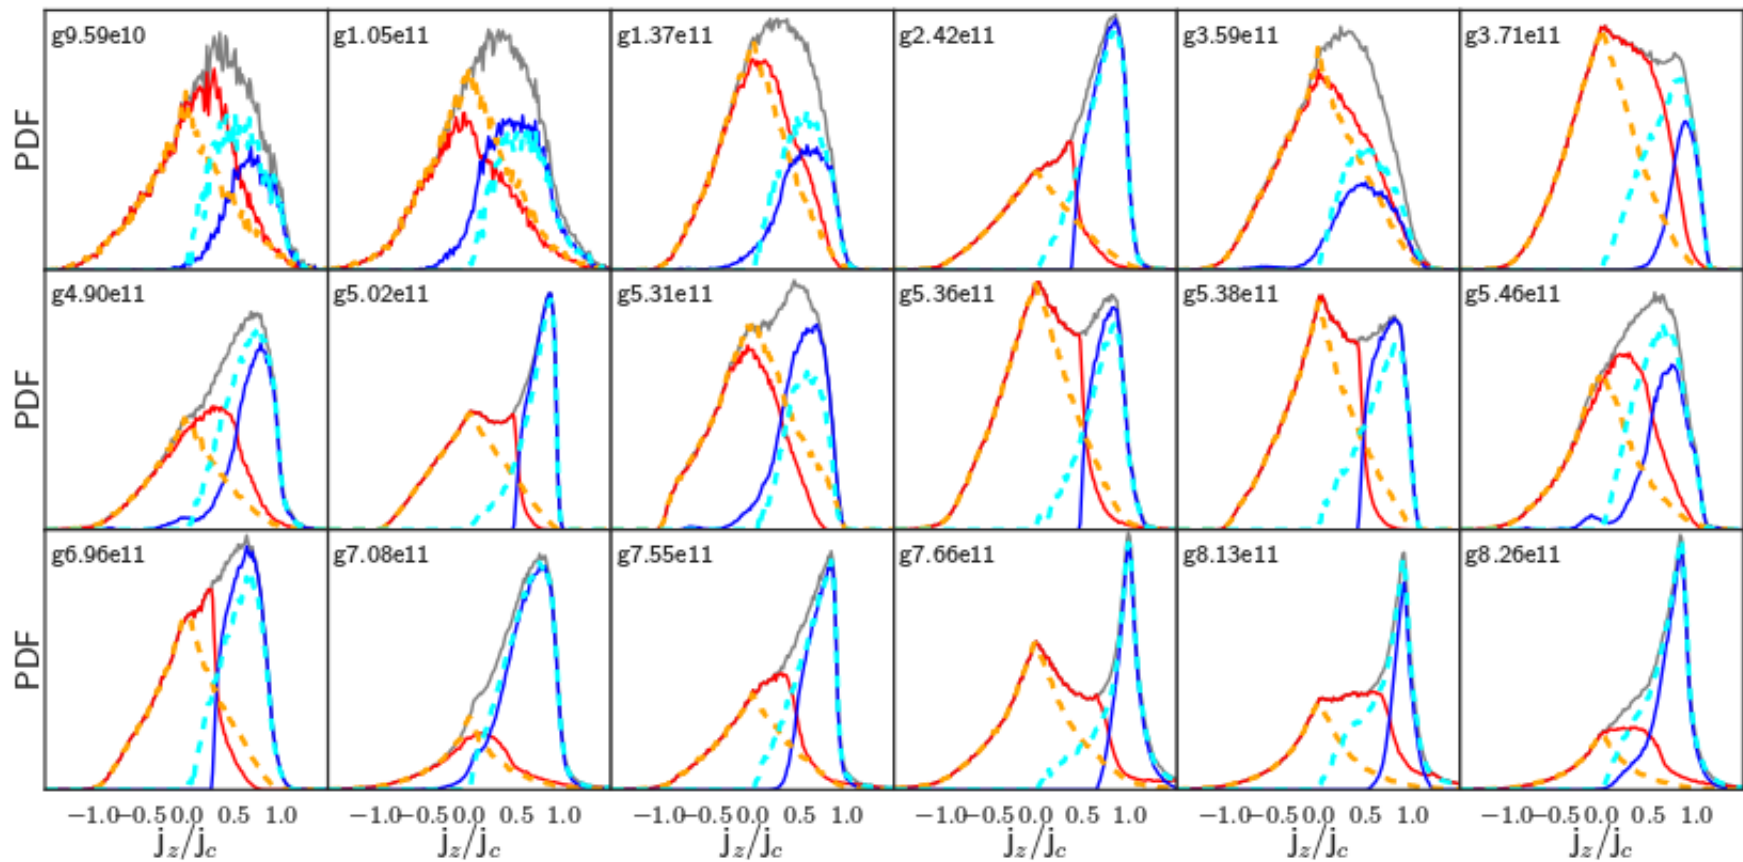 g9.59e10 g1.05e11 g1.37e11 g2.42e11 g3.59e11 g3.71e11
PDF
g4.90e11 g5.02e11 g5.31e11 g5.36e11 g5.38e11 g5.46e11
PDF
g6.96e11 g7.08e11 g7.55e11 g7.66e11 g8.13e11 g8.26e11
PDF
−1.0−0.5 0.0 0.5 1.0 −1.0−0.5 0.0 0.5 1.0 −1.0−0.5 0.0 0.5 1.0 −1.0−0.5 0.0 0.5 1.0 −1.0−0.5 0.0 0.5 1.0 −1.0−0.5 0.0 0.5 1.0
j_z/j_c j_z/j_c j_z/j_c j_z/j_c j_z/j_c j_z/j_c